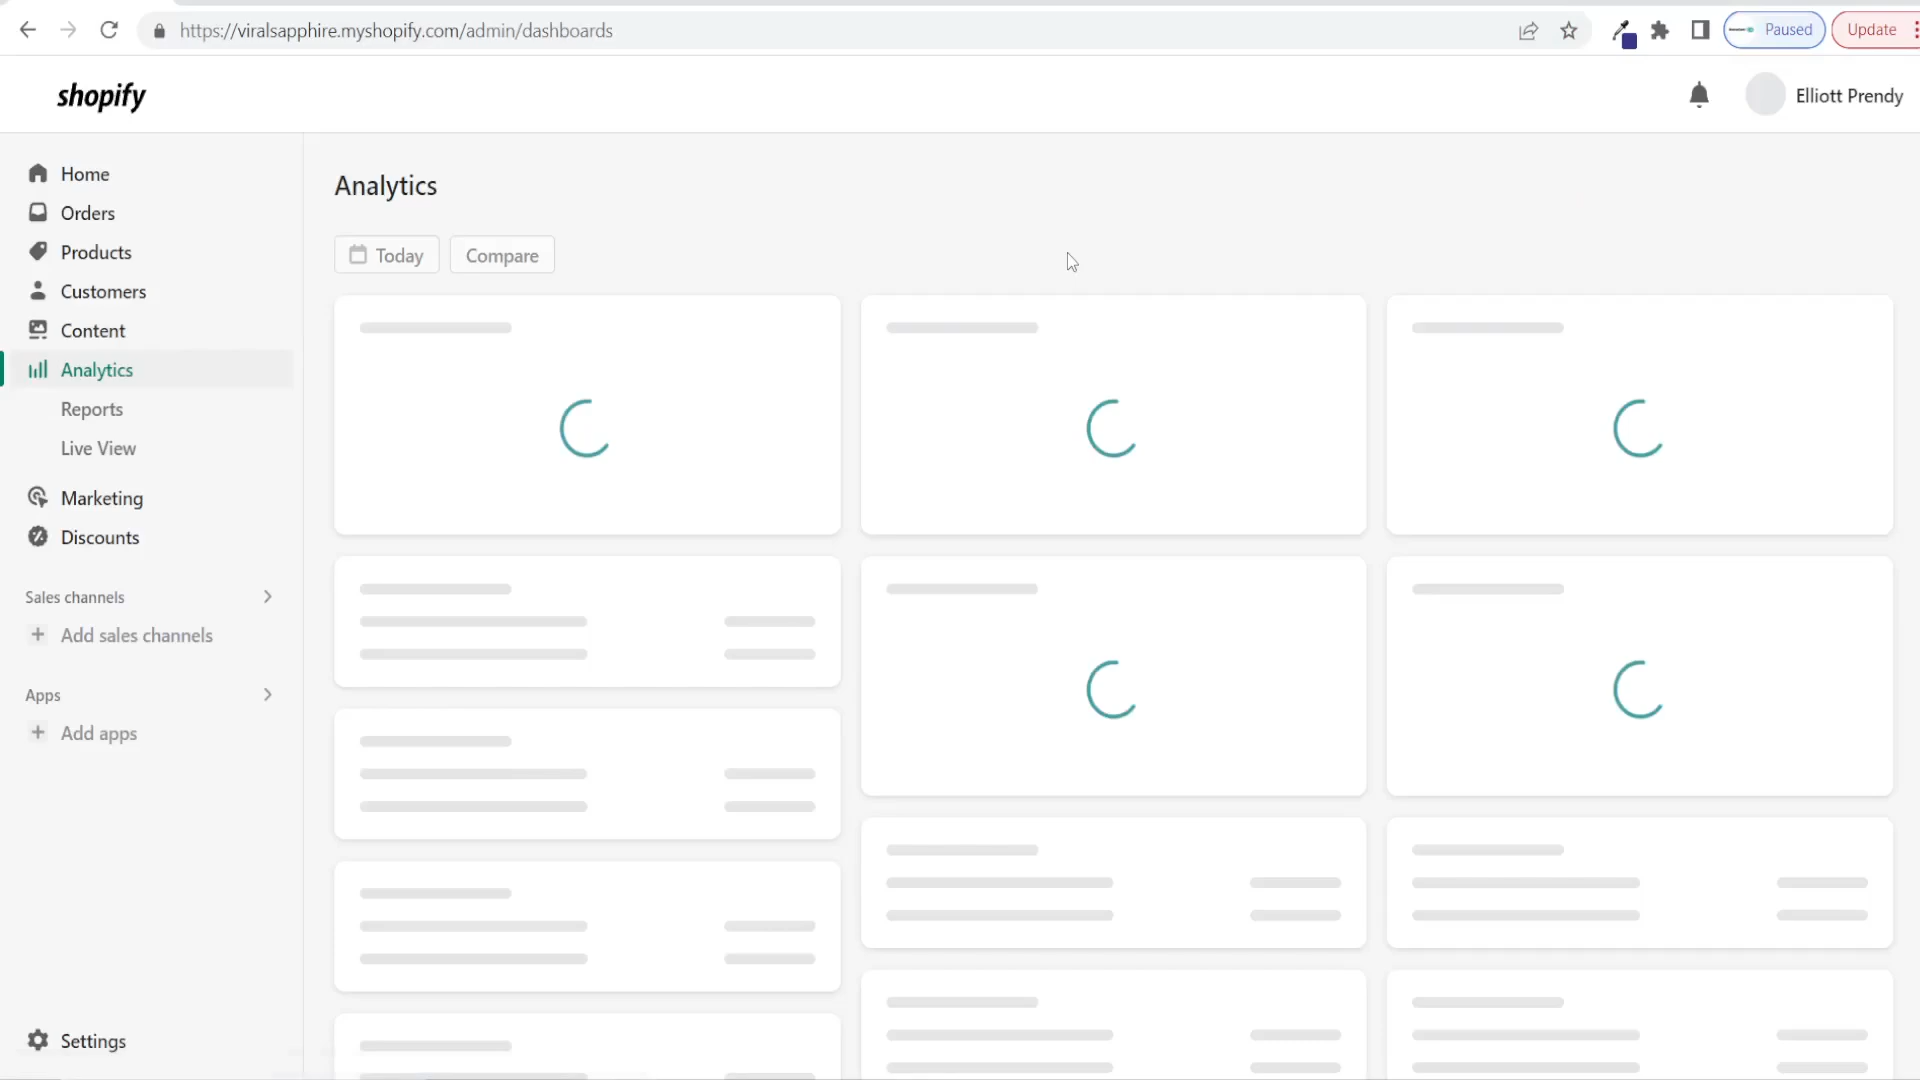 https://viralsapphire.myshopify.com/admin/dashboards
Paused
Update
shopify
Elliott Prendy
Home
Orders
Products
Customers
Content
Analytics
Reports
Live View
Marketing
Discounts
Sales channels
Add sales channels
Apps
Add apps
Settings
Analytics
Today
Compare